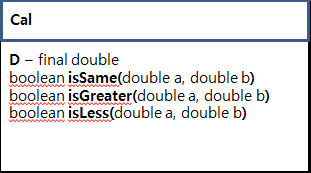 Cal
D – final double
boolean isSame(double a, double b)
boolean isGreater(double a, double b)
boolean isLess(double a, double b)